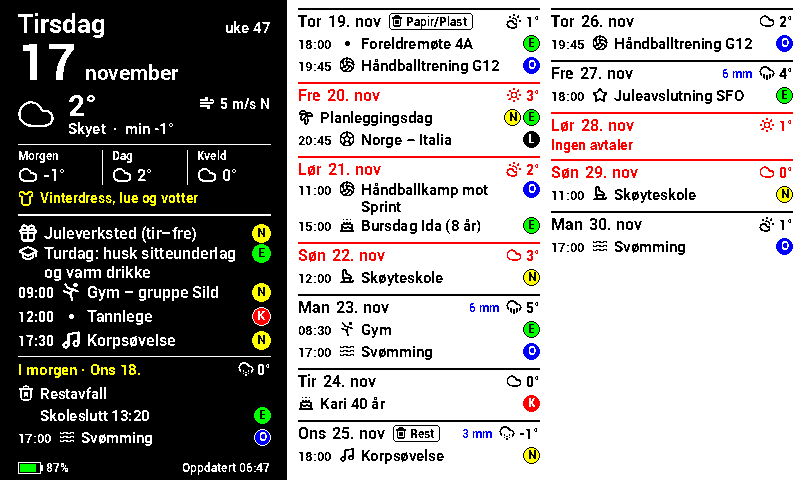 Tirsdag
uke 47
17 november
2°
5 m/s N
Skyet · min -1°
Morgen
-1°
Dag
2°
Kveld
0°
Vinterdress, lue og votter
Juleverksted (tir–fre) N
Turdag: husk sitteunderlag E
og varm drikke
09:00 Gym – gruppe Sild N
12:00 • Tannlege K
17:30 Korpsøvelse N
I morgen · Ons 18. 0°
Restavfall
Skoleslutt 13:20 E
17:00 Svømming O
87%
Oppdatert 06:47
Tor 19. nov Papir/Plast 1°
18:00 • Foreldremøte 4A E
19:45 Håndballtrening G12 O
Fre 20. nov 3°
Planleggingsdag N E
20:45 Norge – Italia L
Lør 21. nov 2°
11:00 Håndballkamp mot O
Sprint
15:00 Bursdag Ida (8 år) E
Søn 22. nov 3°
12:00 Skøyteskole N
Man 23. nov 6 mm 5°
08:30 Gym E
17:00 Svømming O
Tir 24. nov 0°
Kari 40 år K
Ons 25. nov Rest 3 mm -1°
18:00 Korpsøvelse N
Tor 26. nov 2°
19:45 Håndballtrening G12 O
Fre 27. nov 6 mm 4°
18:00 Juleavslutning SFO E
Lør 28. nov 1°
Ingen avtaler
Søn 29. nov 0°
11:00 Skøyteskole N
Man 30. nov 1°
17:00 Svømming O